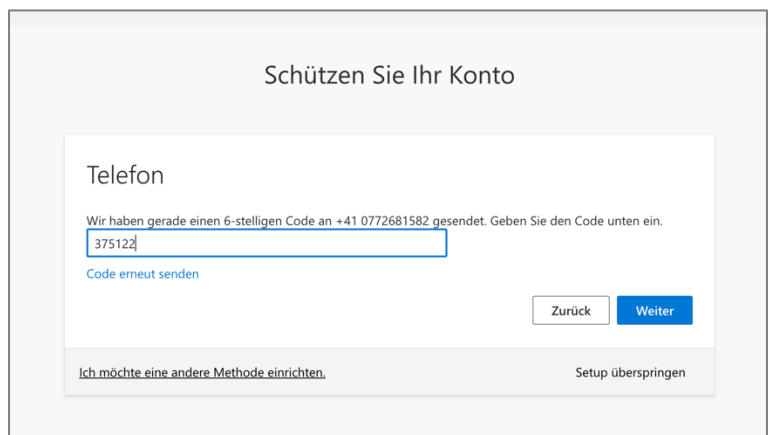 Schützen Sie Ihr Konto
Telefon
Wir haben gerade einen 6-stelligen Code an +41 0772681582 gesendet. Geben Sie den Code unten ein.
375122
Code erneut senden
Zurück
Weiter
Ich möchte eine andere Methode einrichten.
Setup überspringen